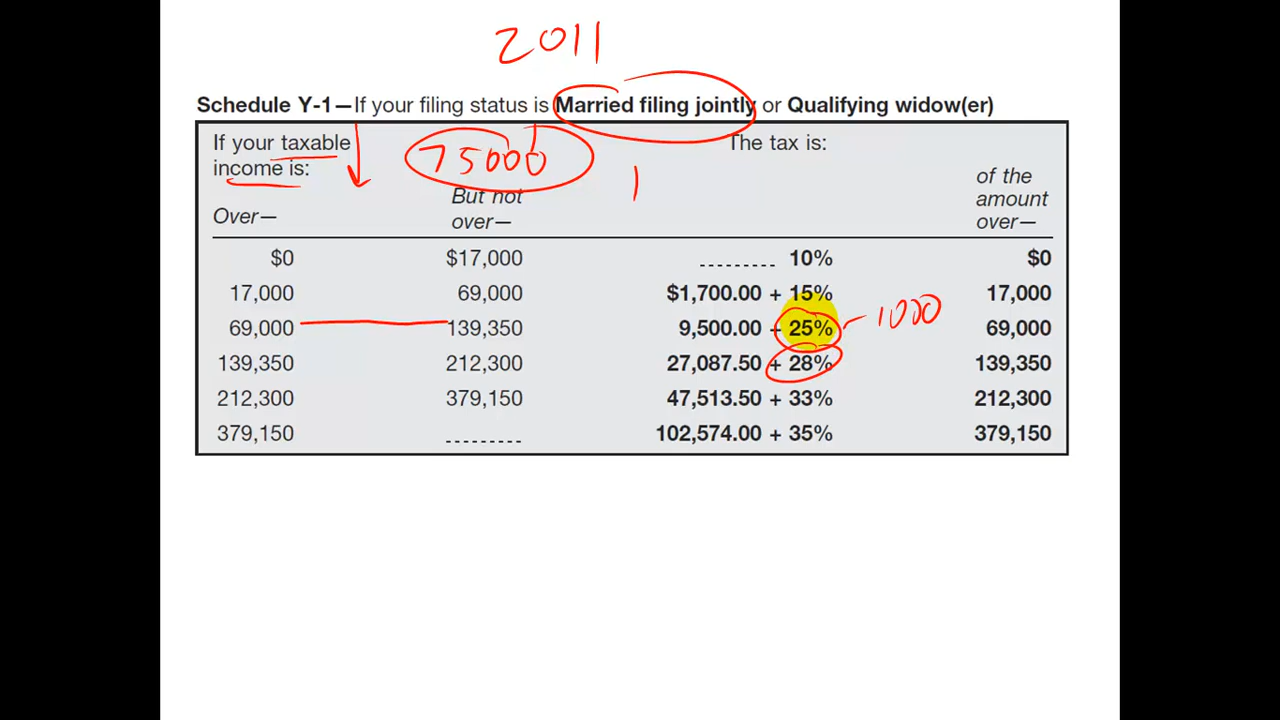 2011
Schedule Y-1—If your filing status is Married filing jointly or Qualifying widow(er)
If your taxable income is:
75000
The tax is:
Over—
But not over—
of the amount over—
$0 $17,000 ......... 10% $0
17,000 69,000 $1,700.00 + 15% 17,000
69,000 139,350 9,500.00 + 25% 69,000 1000
139,350 212,300 27,087.50 + 28% 139,350
212,300 379,150 47,513.50 + 33% 212,300
379,150 ......... 102,574.00 + 35% 379,150